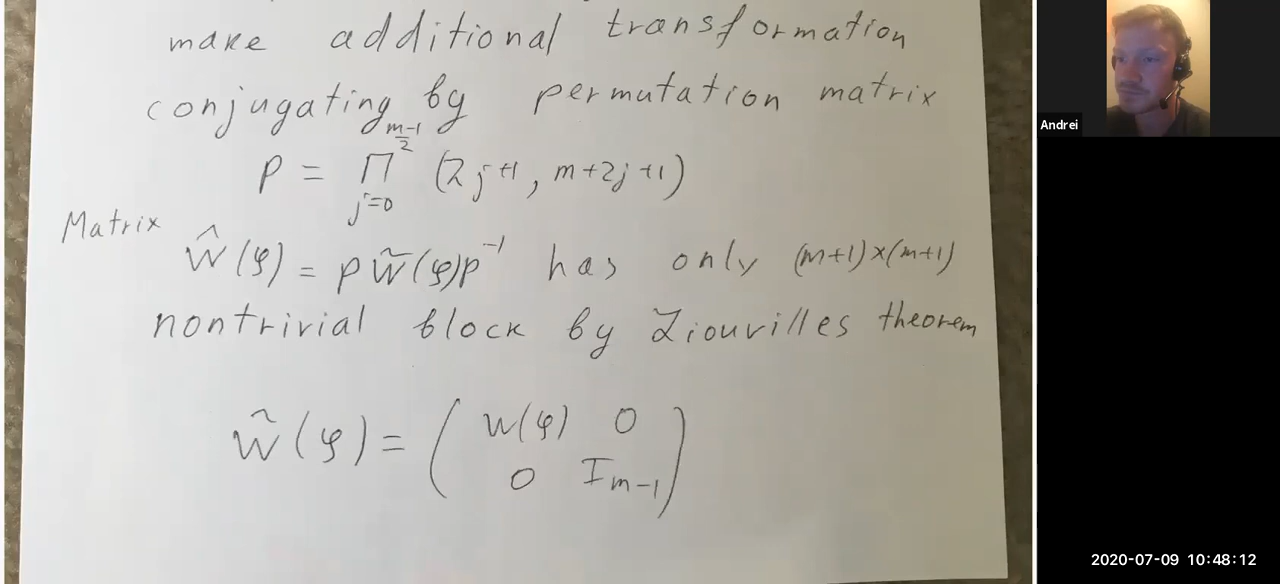 make additional transformation
conjugating by permutation matrix
P = ∏_{j=0}^{\frac{m-1}{2}} (2j+1, m+2j+1)
Matrix
Ŵ(φ) = P W̃(φ)P⁻¹ has only (m+1)×(m+1)
nontrivial block by Liouvilles theorem
W̃(φ) = ( W(φ) 0
0 I_{m-1} )
Andrei
2020-07-09 10:48:12